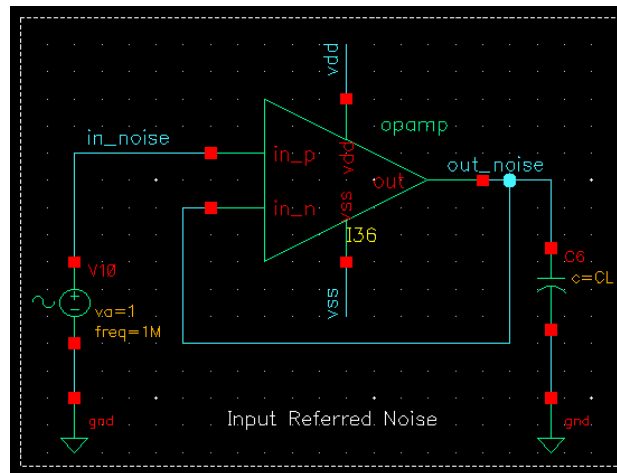 vdd
opamp
in_noise
in_p
vdd
out_noise
out
in_n
vss
I36
V10
C6
va=1
c=CL
freq=1M
vss
gnd
Input Referred Noise
gnd